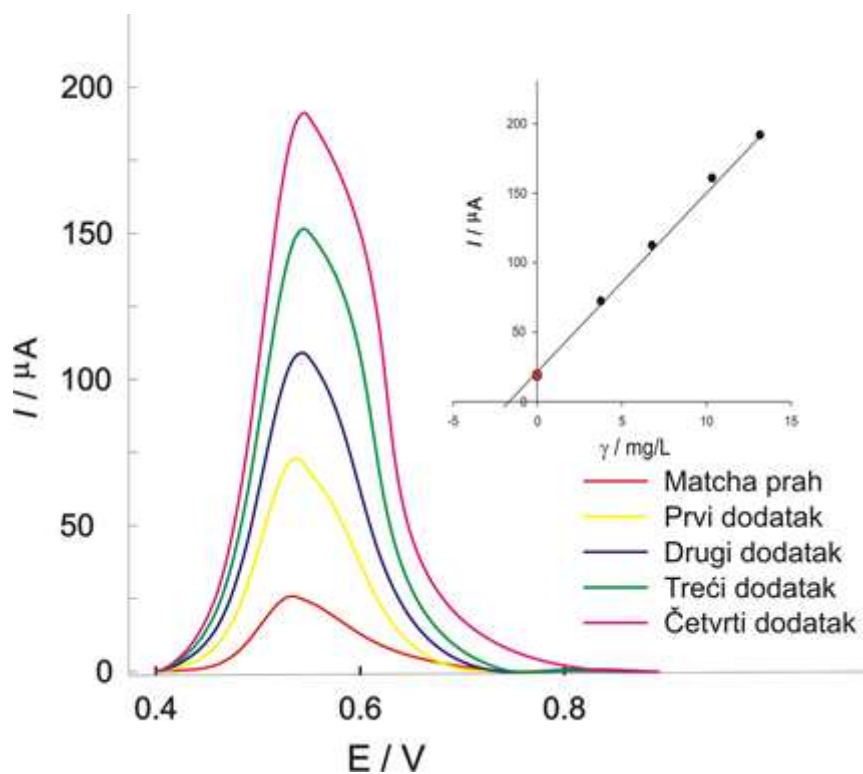 I / μA
200
150
100
50
0
0.4
0.6
0.8
E / V
I / μA
200
150
100
50
0
-5
0
5
10
15
γ / mg/L
Matcha prah
Prvi dodatak
Drugi dodatak
Treći dodatak
Četvrti dodatak